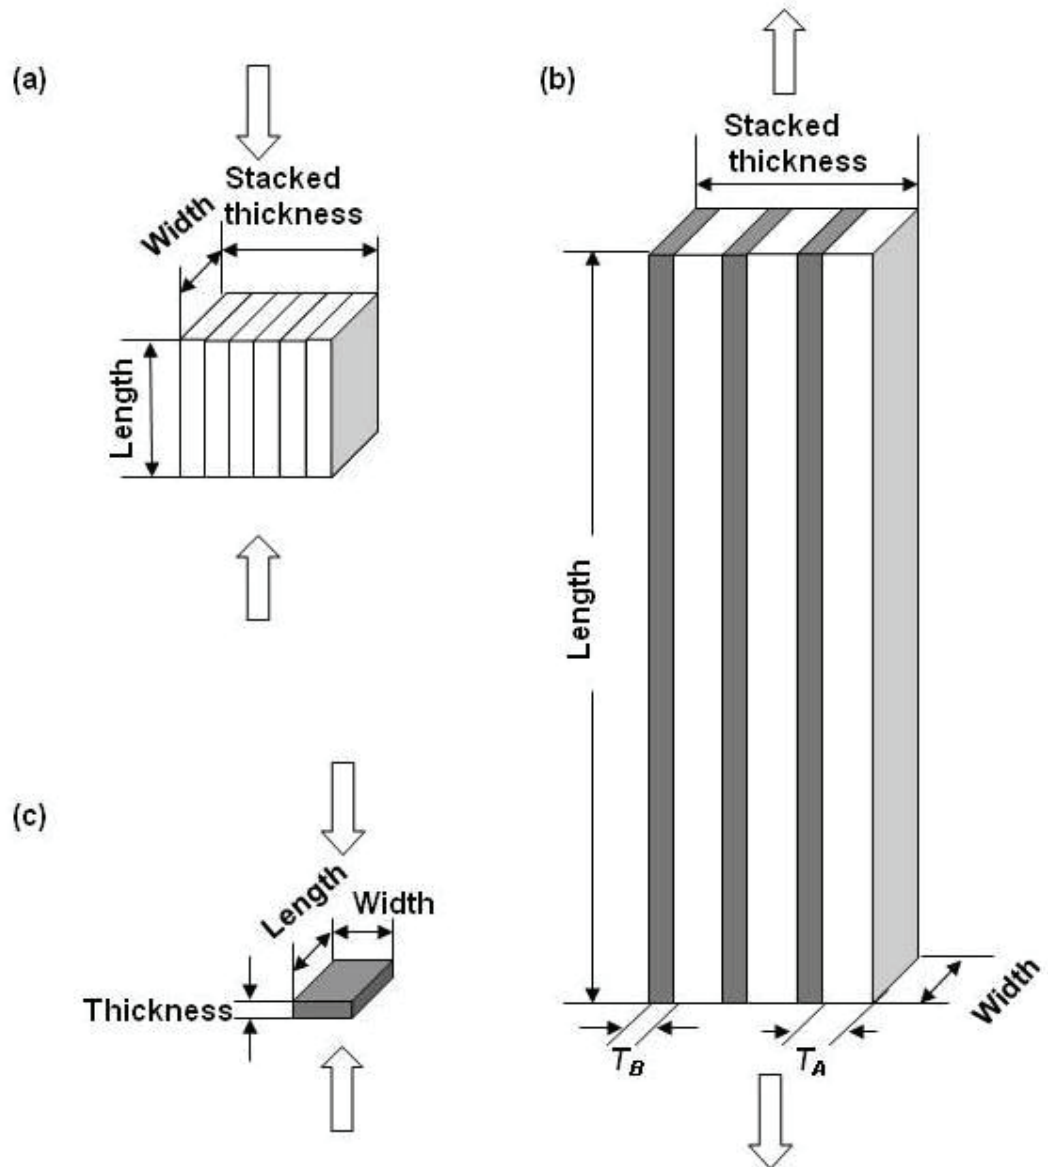 (a)
Stacked
thickness
Width
Length
(b)
Stacked
thickness
Length
Width
T_B
T_A
(c)
Length
Width
Thickness